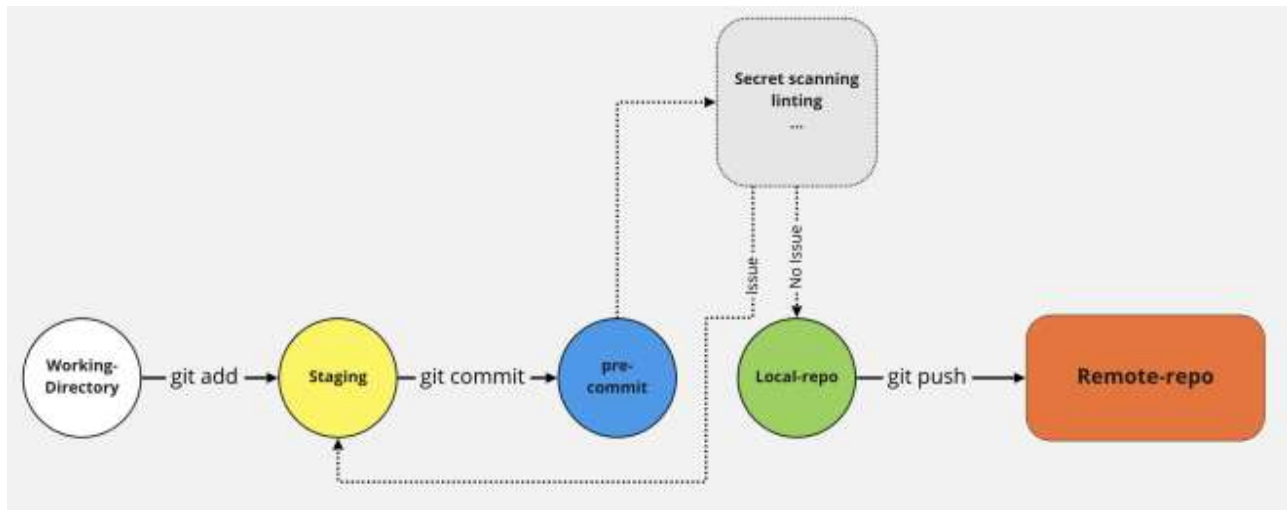 Secret scanning
linting
...
Issue
No Issue
Working-
Directory
git add
Staging
git commit
pre-
commit
Local-repo
git push
Remote-repo